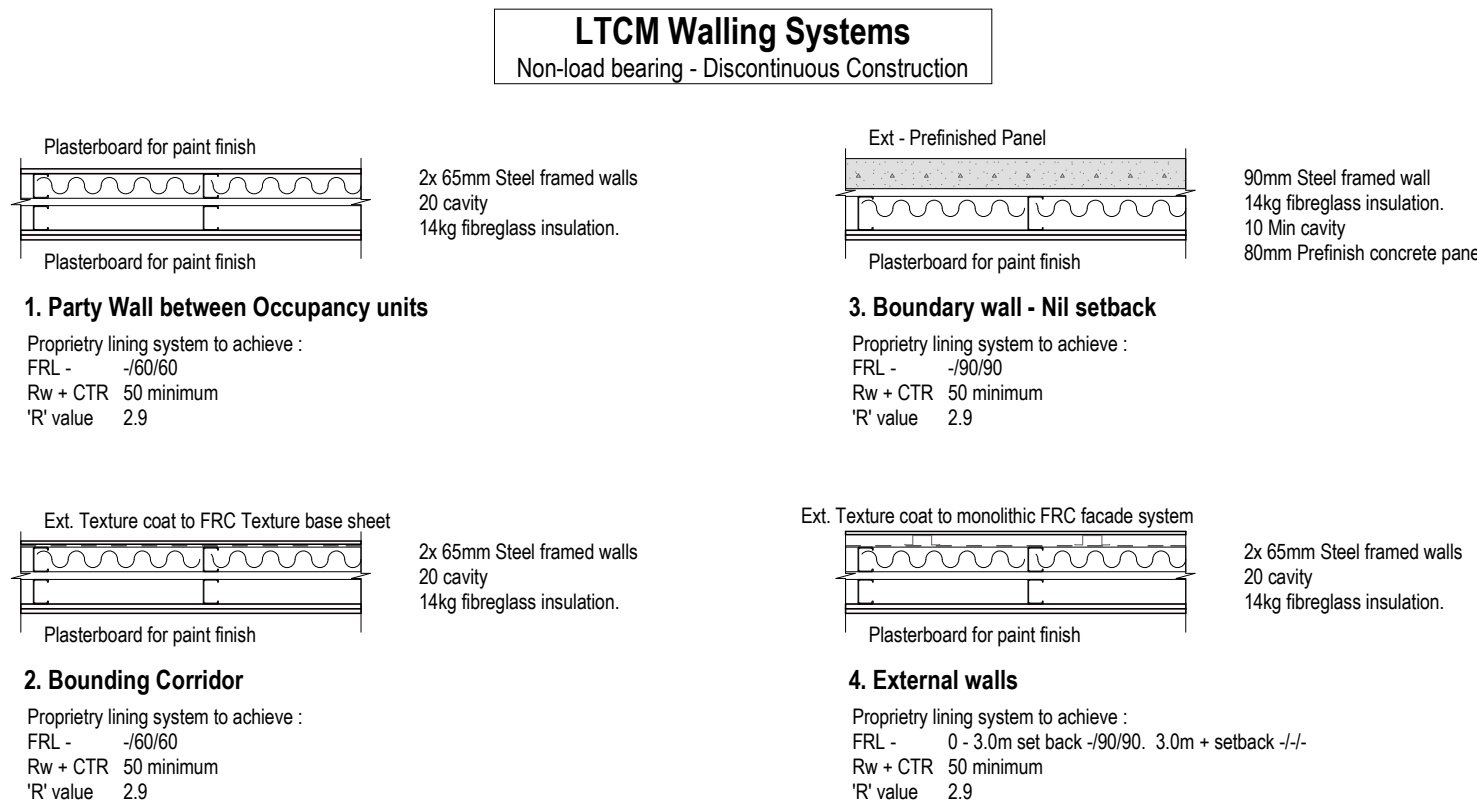 LTCM Walling Systems
Non-load bearing - Discontinuous Construction
Plasterboard for paint finish
2x 65mm Steel framed walls
20 cavity
14kg fibreglass insulation.
Plasterboard for paint finish
1. Party Wall between Occupancy units
Proprietry lining system to achieve :
FRL - -/60/60
Rw + CTR 50 minimum
'R' value 2.9
Ext - Prefinished Panel
90mm Steel framed wall
14kg fibreglass insulation.
10 Min cavity
80mm Prefinish concrete pane
Plasterboard for paint finish
3. Boundary wall - Nil setback
Proprietry lining system to achieve :
FRL - -/90/90
Rw + CTR 50 minimum
'R' value 2.9
Ext. Texture coat to FRC Texture base sheet
2x 65mm Steel framed walls
20 cavity
14kg fibreglass insulation.
Plasterboard for paint finish
2. Bounding Corridor
Proprietry lining system to achieve :
FRL - -/60/60
Rw + CTR 50 minimum
'R' value 2.9
Ext. Texture coat to monolithic FRC facade system
2x 65mm Steel framed walls
20 cavity
14kg fibreglass insulation.
Plasterboard for paint finish
4. External walls
Proprietry lining system to achieve :
FRL - 0 - 3.0m set back -/90/90. 3.0m + setback -/-/-
Rw + CTR 50 minimum
'R' value 2.9